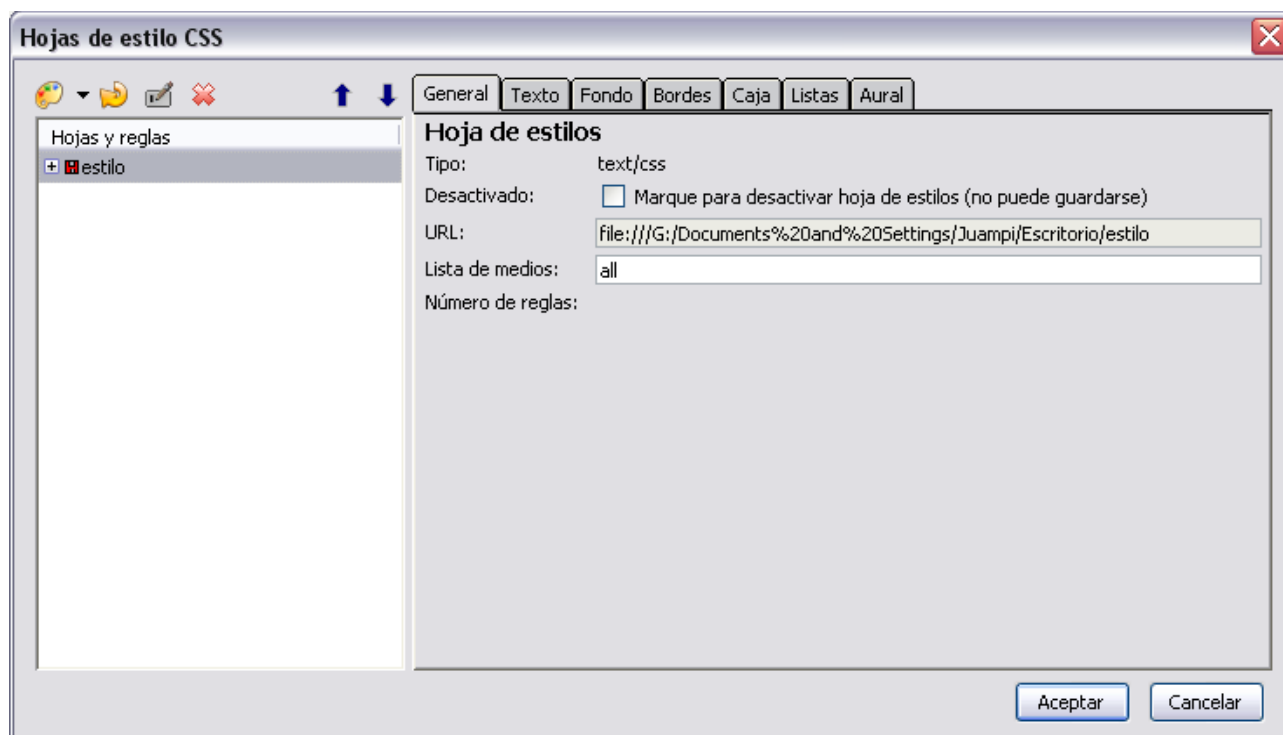 Hojas de estilo CSS
General Texto Fondo Bordes Caja Listas Aural
Hojas y reglas
estilo
Hoja de estilos
Tipo: text/css
Desactivado: Marque para desactivar hoja de estilos (no puede guardarse)
URL: file:///G:/Documents%20and%20Settings/Juampi/Escritorio/estilo
Lista de medios: all
Número de reglas:
Aceptar Cancelar